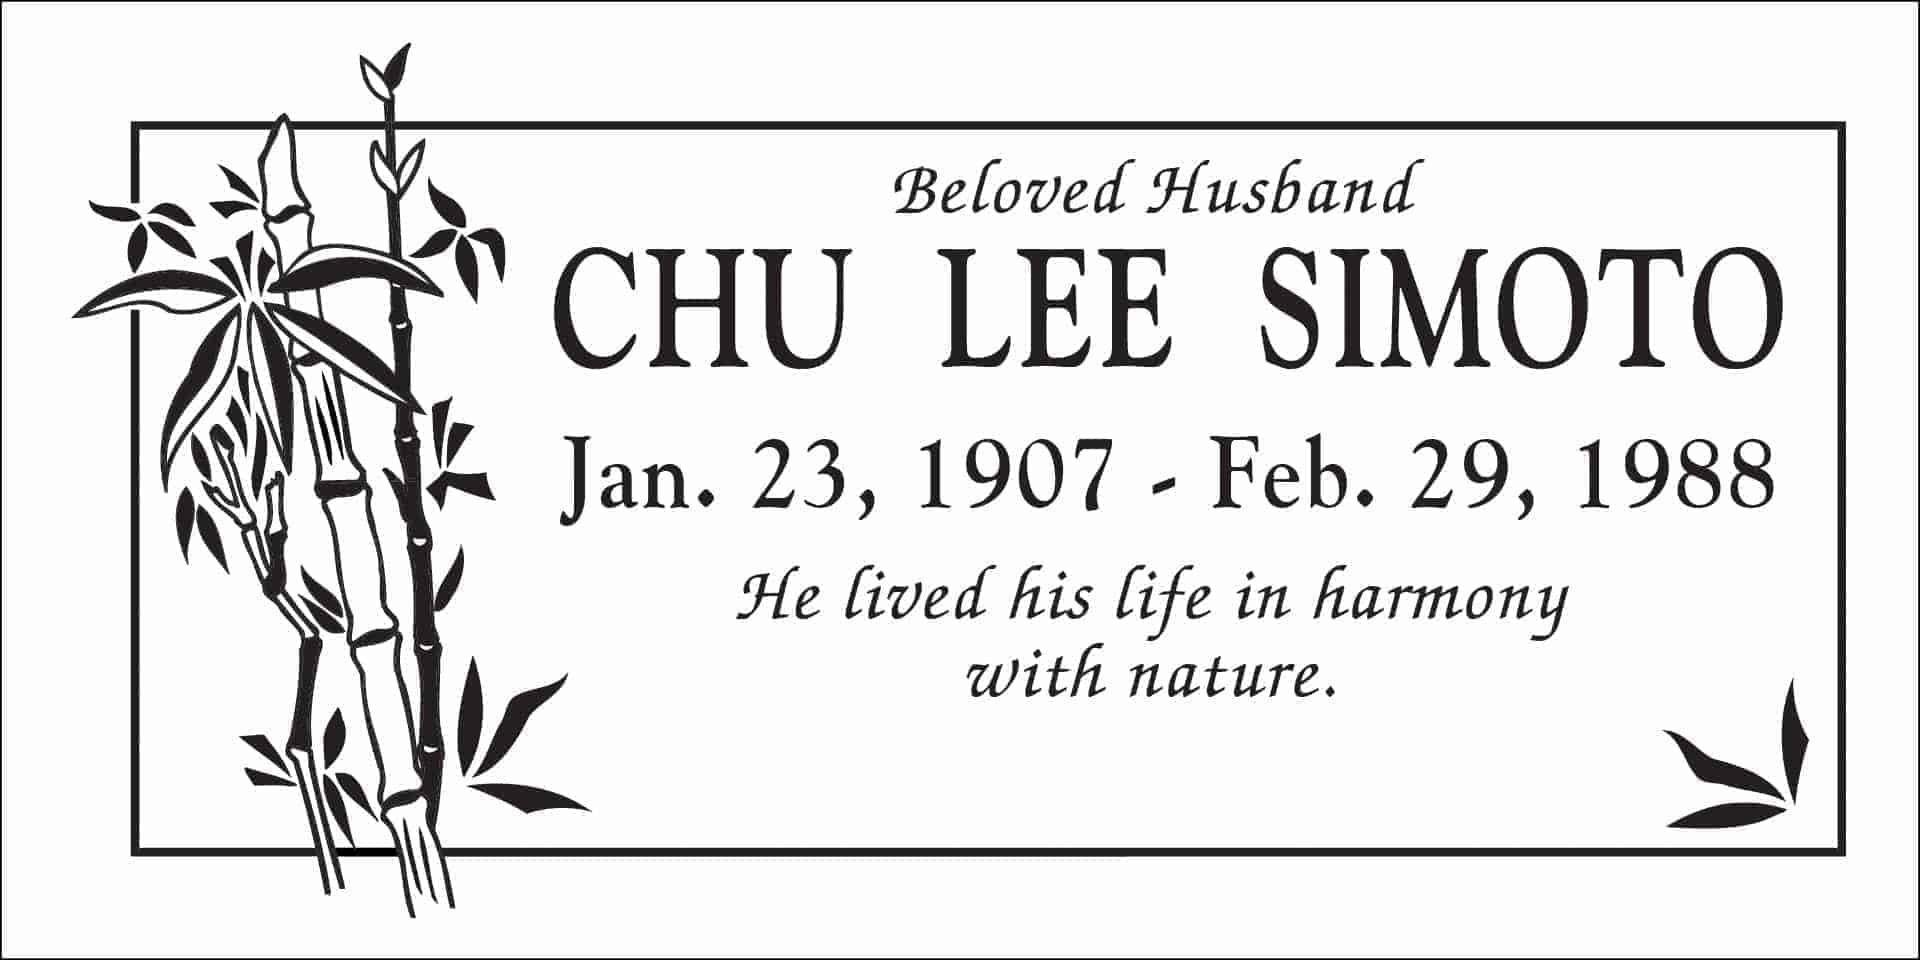 Beloved Husband
CHU LEE SIMOTO
Jan. 23, 1907 - Feb. 29, 1988
He lived his life in harmony
with nature.